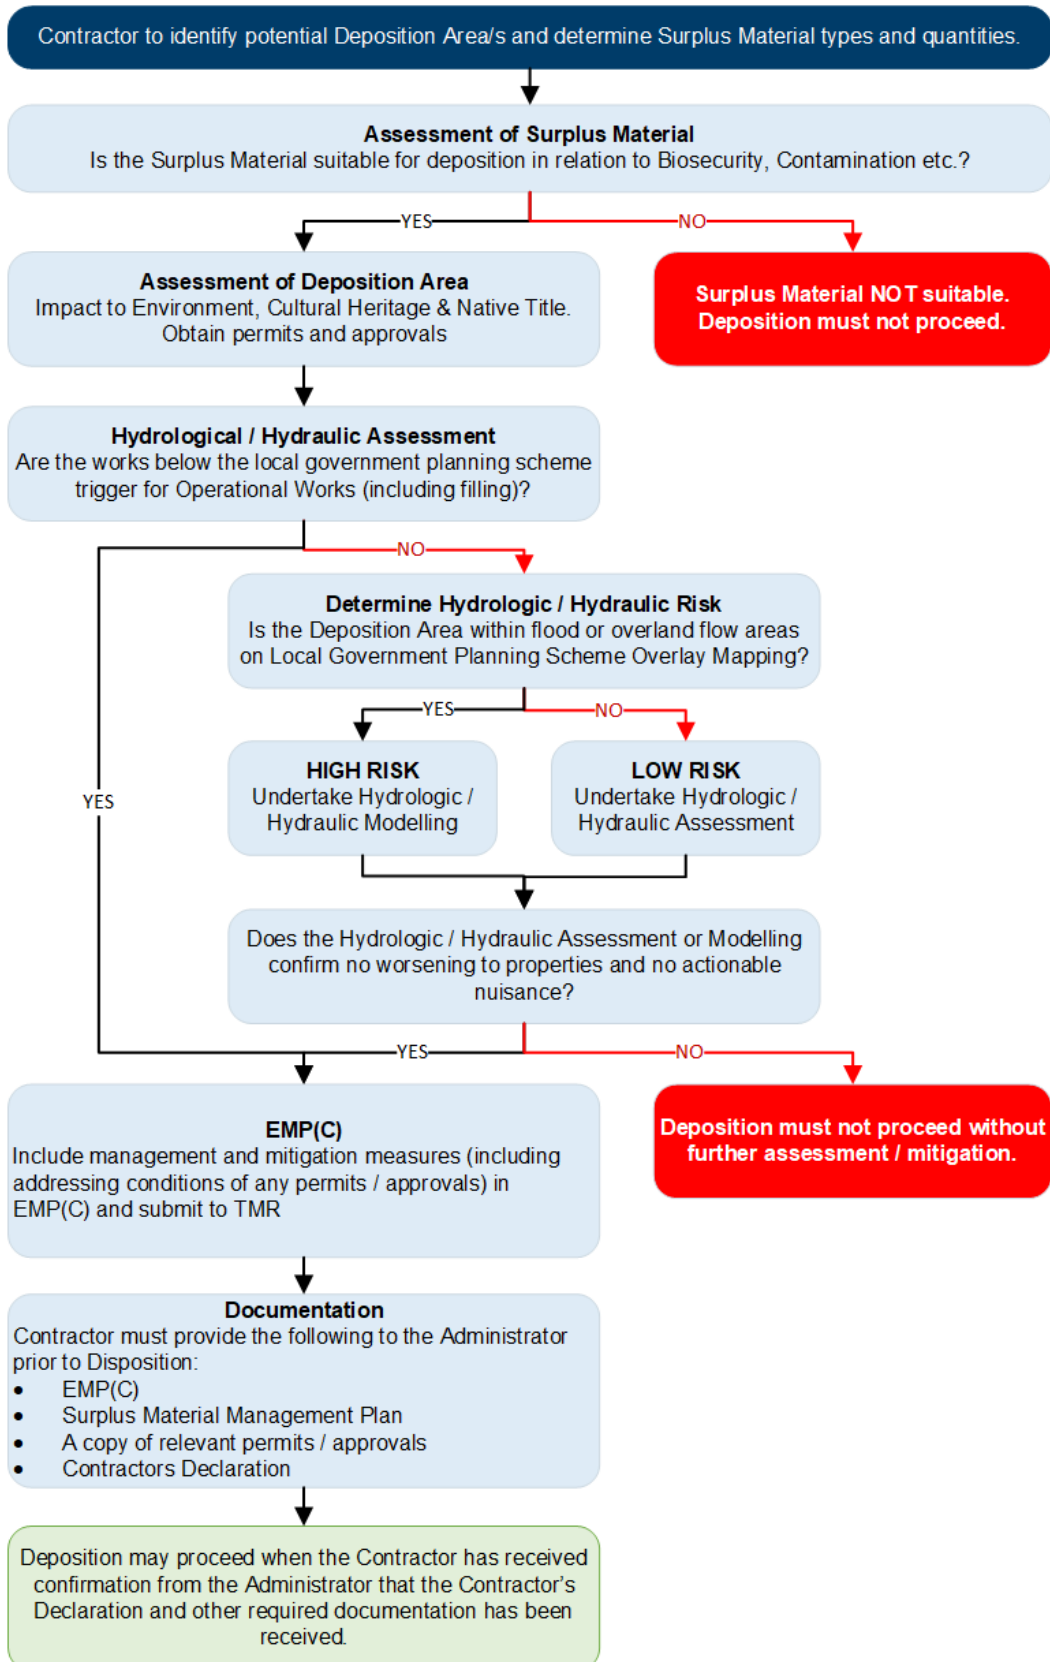 Contractor to identify potential Deposition Area/s and determine Surplus Material types and quantities.
Assessment of Surplus Material
Is the Surplus Material suitable for deposition in relation to Biosecurity, Contamination etc.?
YES
NO
Assessment of Deposition Area
Impact to Environment, Cultural Heritage & Native Title.
Obtain permits and approvals
Surplus Material NOT suitable.
Deposition must not proceed.
Hydrological / Hydraulic Assessment
Are the works below the local government planning scheme
trigger for Operational Works (including filling)?
NO
Determine Hydrologic / Hydraulic Risk
Is the Deposition Area within flood or overland flow areas
on Local Government Planning Scheme Overlay Mapping?
YES
NO
HIGH RISK
Undertake Hydrologic /
Hydraulic Modelling
LOW RISK
Undertake Hydrologic /
Hydraulic Assessment
YES
Does the Hydrologic / Hydraulic Assessment or Modelling
confirm no worsening to properties and no actionable
nuisance?
YES
NO
EMP(C)
Include management and mitigation measures (including
addressing conditions of any permits / approvals) in
EMP(C) and submit to TMR
Deposition must not proceed without
further assessment / mitigation.
Documentation
Contractor must provide the following to the Administrator
prior to Disposition:
• EMP(C)
• Surplus Material Management Plan
• A copy of relevant permits / approvals
• Contractors Declaration
Deposition may proceed when the Contractor has received
confirmation from the Administrator that the Contractor's
Declaration and other required documentation has been
received.